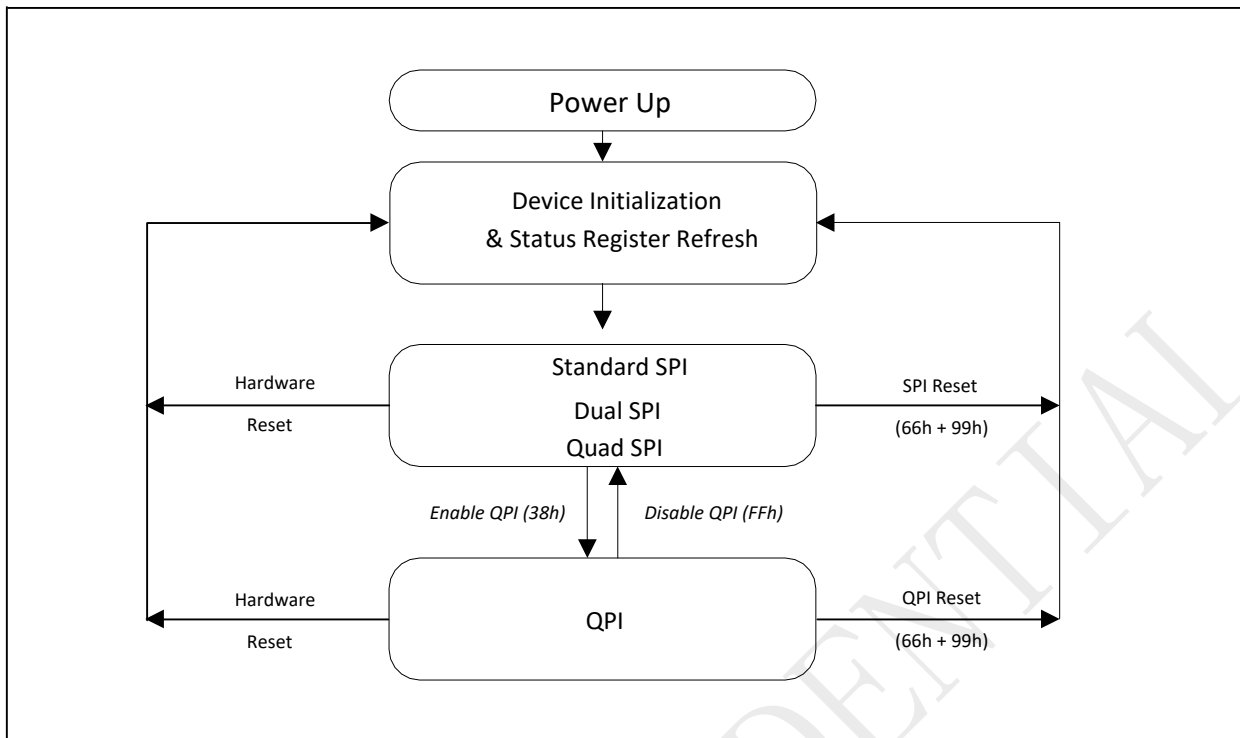 Power Up
Device Initialization
& Status Register Refresh
Standard SPI
Dual SPI
Quad SPI
Hardware
Reset
SPI Reset
(66h + 99h)
Enable QPI (38h)
Disable QPI (FFh)
QPI
Hardware
Reset
QPI Reset
(66h + 99h)
DENTIAL